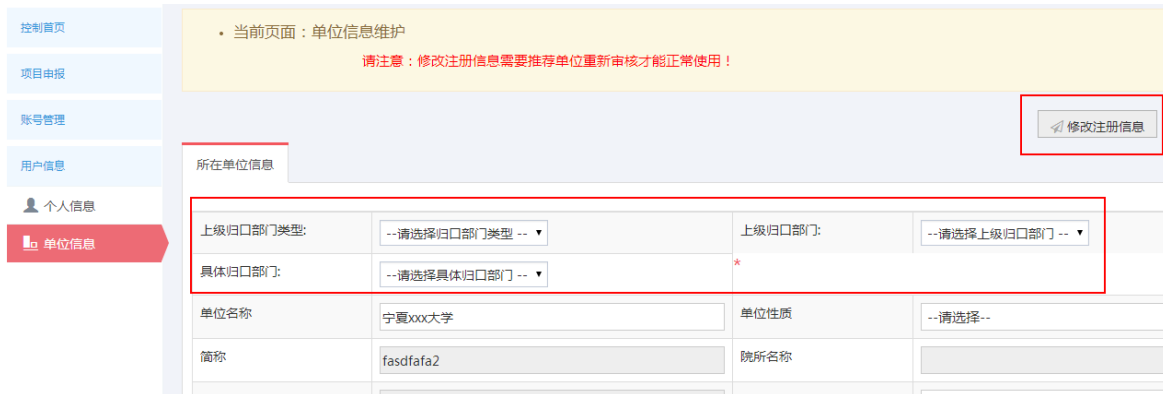 控制首页
项目申报
账号管理
用户信息
个人信息
单位信息
• 当前页面：单位信息维护
请注意：修改注册信息需要推荐单位重新审核才能正常使用！
修改注册信息
所在单位信息
上级归口部门类型: --请选择归口部门类型 -- 上级归口部门: --请选择上级归口部门 --
具体归口部门: --请选择具体归口部门 -- *
单位名称 宁夏xxx大学 单位性质 --请选择--
简称 fasdfafa2 院所名称